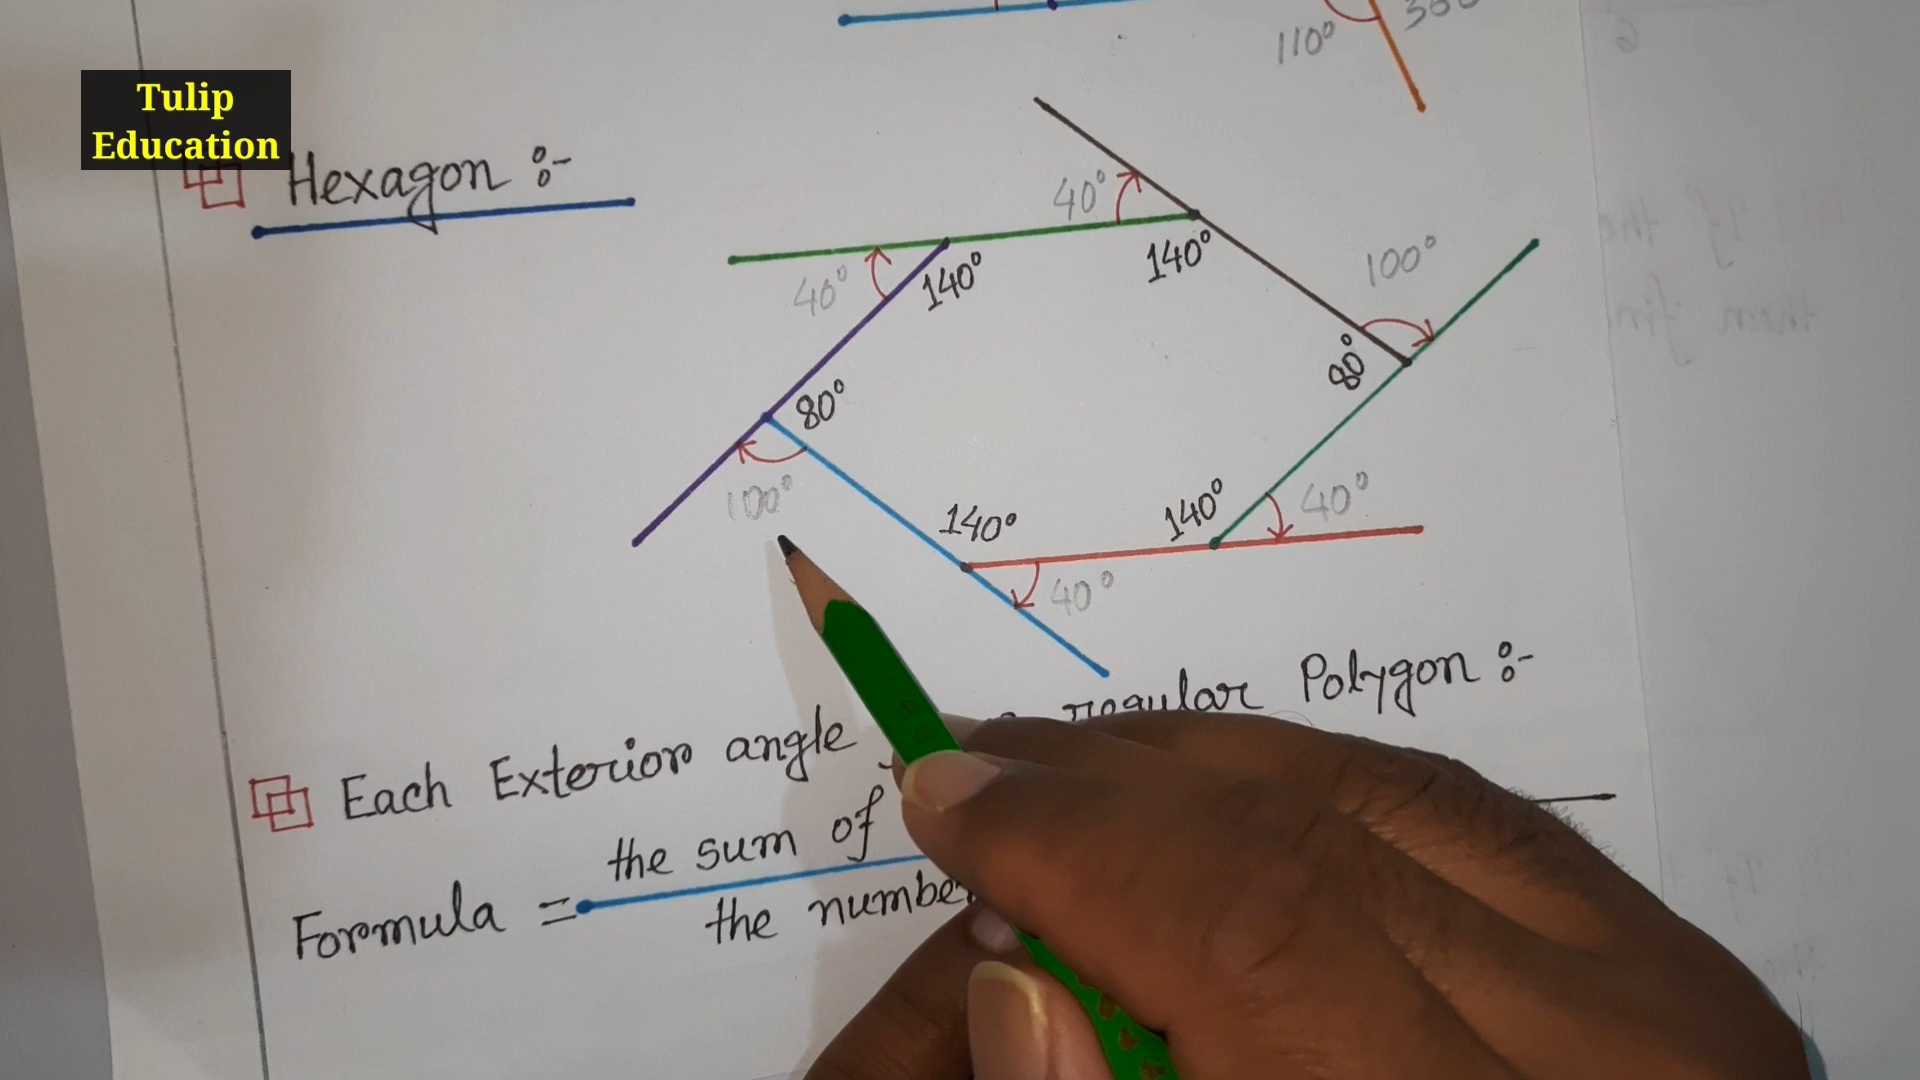 Tulip
Education
110°
Hexagon :-
40°
100°
40°
140°
140°
80°
80°
100°
140°
140°
40°
40°
Each Exterior angle regular Polygon :-
the sum of
Formula =
the number